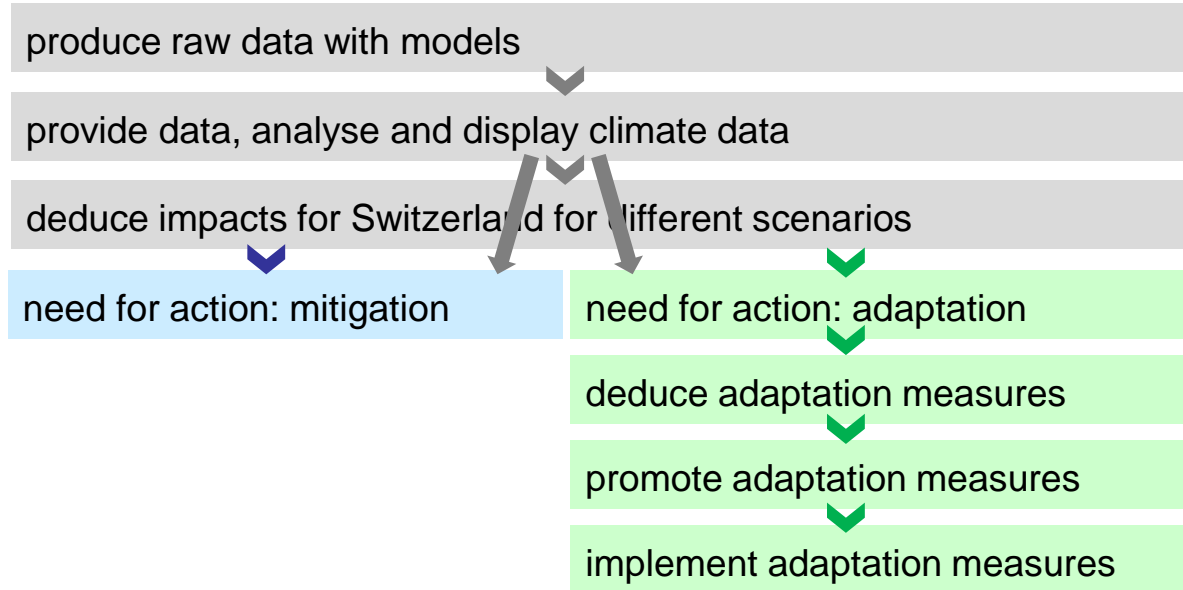 produce raw data with models
provide data, analyse and display climate data
deduce impacts for Switzerland for different scenarios
need for action: mitigation
need for action: adaptation
deduce adaptation measures
promote adaptation measures
implement adaptation measures